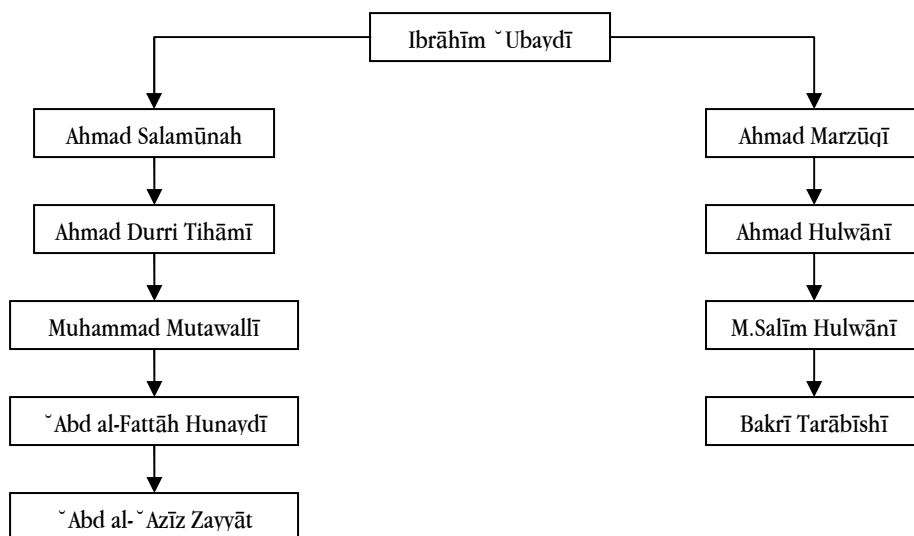 Ibrāhīm ˘Ubaydī
Ahmad Salamūnah
Ahmad Marzūqī
Ahmad Durri Tihāmī
Ahmad Hulwānī
Muhammad Mutawallī
M.Salīm Hulwānī
˘Abd al-Fattāh Hunaydī
Bakrī Tarābīshī
˘Abd al-˘Azīz Zayyāt